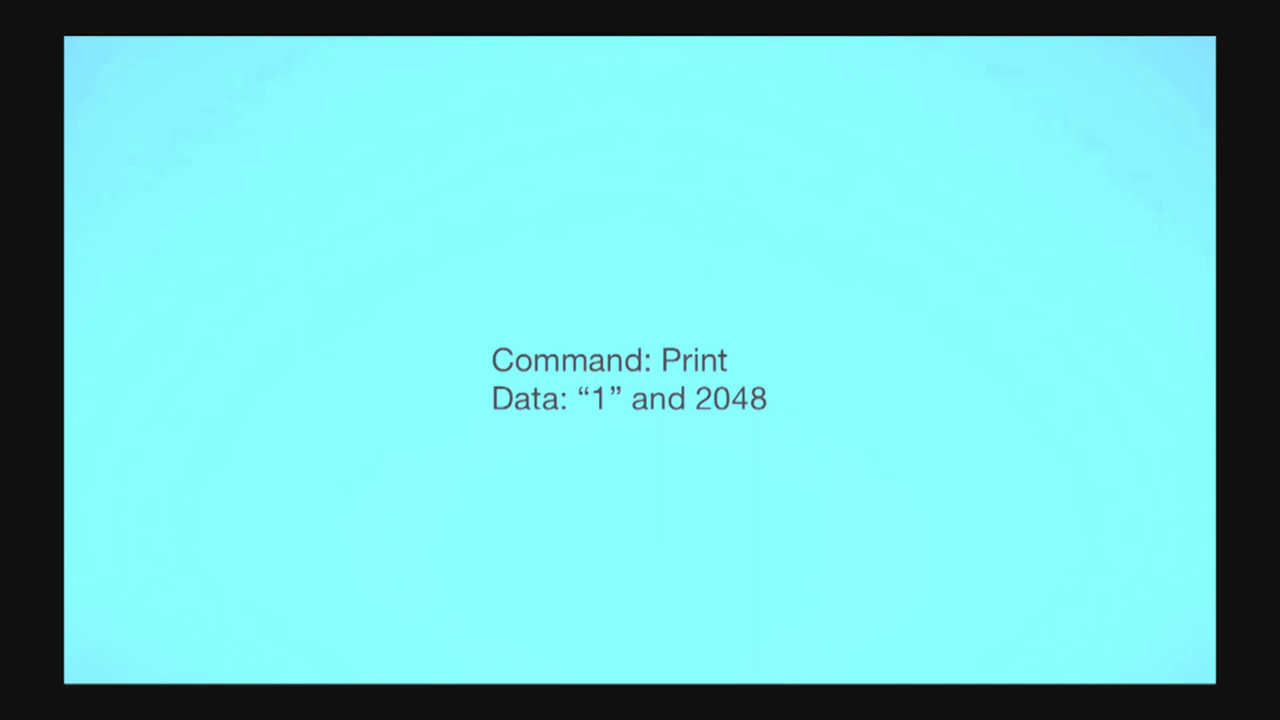 Command: Print
Data: “1” and 2048